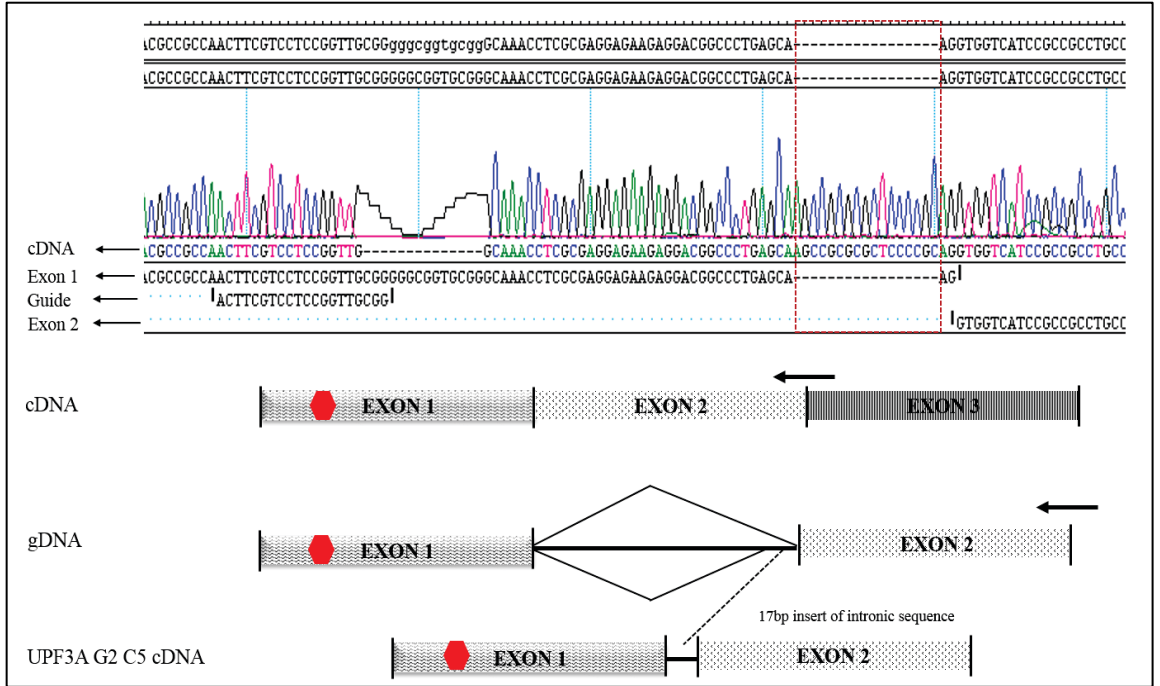 ACGCCGCCAACTTCGTCCTCCGGTTGCGGgggcggtgcggGCAAACCTCGCGAGGAGAAGAGGACGGCCCTGAGCA-----------------AGGTGGTCATCCGCCGCCTGCC
ACGCCGCCAACTTCGTCCTCCGGTTGCGGGGGCGGTGCGGGCAAACCTCGCGAGGAGAAGAGGACGGCCCTGAGCA-----------------AGGTGGTCATCCGCCGCCTGCC
cDNA ACGCCGCCAACTTCGTCCTCCGGTTG--------------GCAAACCTCGCGAGGAGAAGAGGACGGCCCTGAGCAAGCCGCGCGCTCCCCGCAGGTGGTCATCCGCCGCCTGCC
Exon 1 ACGCCGCCAACTTCGTCCTCCGGTTGCGGGGGCGGTGCGGGCAAACCTCGCGAGGAGAAGAGGACGGCCCTGAGCA-----------------AG
Guide ACTTCGTCCTCCGGTTGCGG
Exon 2 GTGGTCATCCGCCGCCTGCC
cDNA EXON 1 EXON 2 EXON 3
gDNA EXON 1 EXON 2
17bp insert of intronic sequence
UPF3A G2 C5 cDNA EXON 1 EXON 2